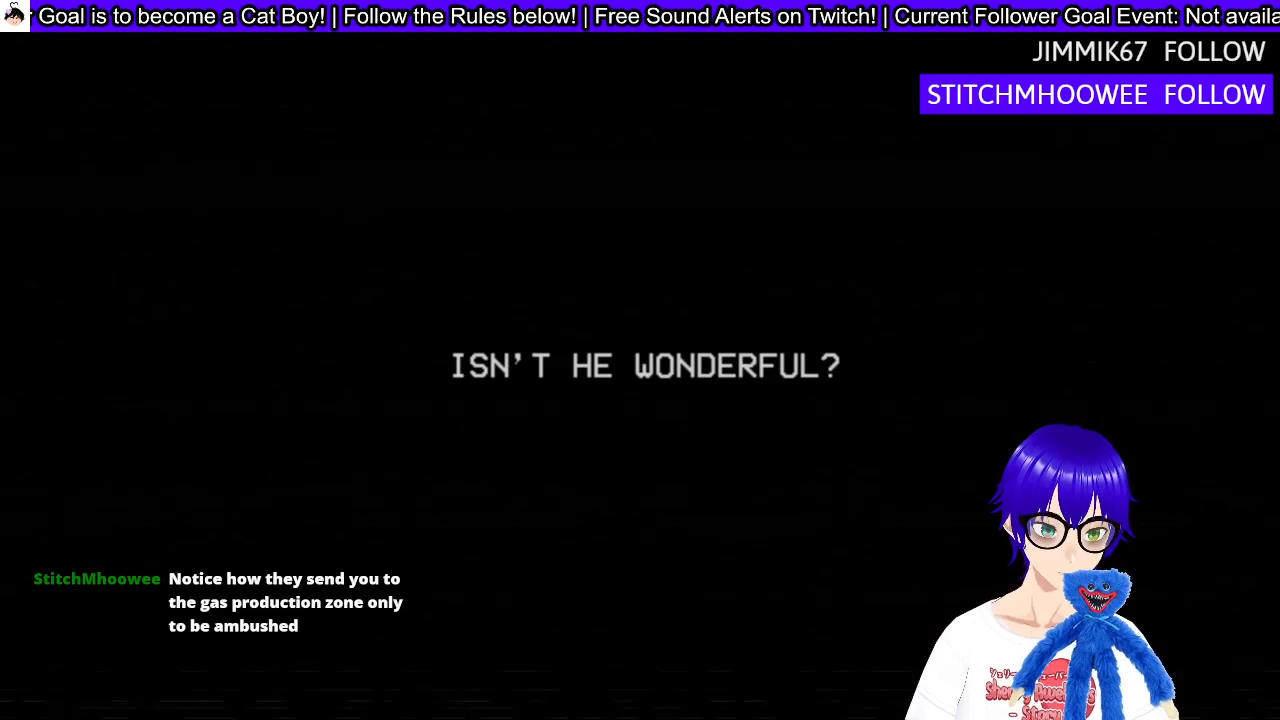 Goal is to become a Cat Boy! | Follow the Rules below! | Free Sound Alerts on Twitch! | Current Follower Goal Event: Not availa
JIMMIK67 FOLLOW
STITCHMHOOWEE FOLLOW
ISN'T HE WONDERFUL?
StitchMhoowee Notice how they send you to
the gas production zone only
to be ambushed